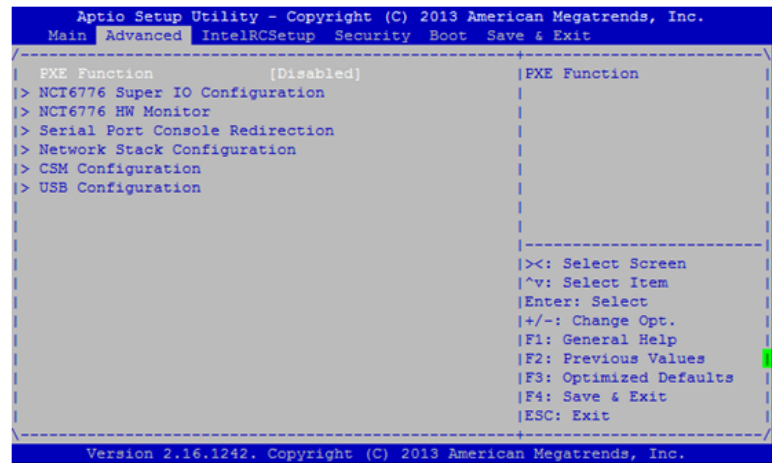 Aptio Setup Utility - Copyright (C) 2013 American Megatrends, Inc.
Main Advanced IntelRCSetup Security Boot Save & Exit
/----------------------------------------------------+-------------------------\
| PXE Function [Disabled] |PXE Function |
|> NCT6776 Super IO Configuration | |
|> NCT6776 HW Monitor | |
|> Serial Port Console Redirection | |
|> Network Stack Configuration | |
|> CSM Configuration | |
|> USB Configuration | |
| | |
| | |
| |-------------------------|
| |><: Select Screen |
| |^v: Select Item |
| |Enter: Select |
| |+/-: Change Opt. |
| |F1: General Help |
| |F2: Previous Values |
| |F3: Optimized Defaults |
| |F4: Save & Exit |
| |ESC: Exit |
\----------------------------------------------------+-------------------------/
Version 2.16.1242. Copyright (C) 2013 American Megatrends, Inc.